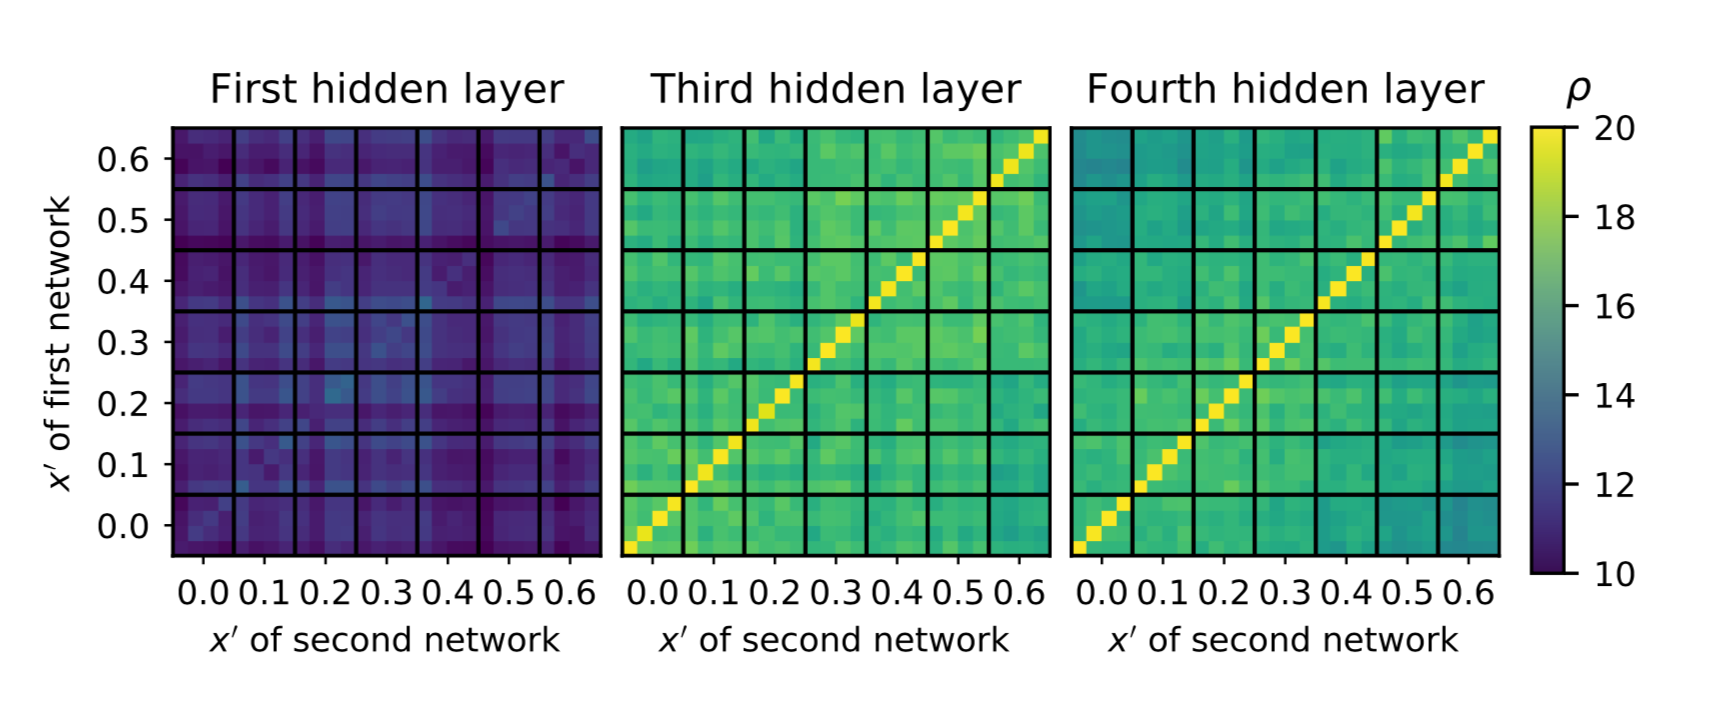 First hidden layer
Third hidden layer
Fourth hidden layer
ρ
x′ of first network
0.6
0.5
0.4
0.3
0.2
0.1
0.0
0.0 0.1 0.2 0.3 0.4 0.5 0.6
x′ of second network
0.0 0.1 0.2 0.3 0.4 0.5 0.6
x′ of second network
0.0 0.1 0.2 0.3 0.4 0.5 0.6
x′ of second network
20
18
16
14
12
10